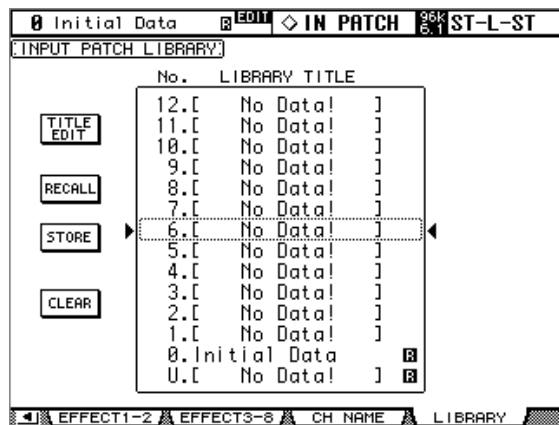 0 Initial Data R EDIT ◇ IN PATCH 96k 6.1 ST-L-ST
INPUT PATCH LIBRARY
No. LIBRARY TITLE
TITLE EDIT
RECALL
STORE
CLEAR
12.[ No Data! ]
11.[ No Data! ]
10.[ No Data! ]
9.[ No Data! ]
8.[ No Data! ]
7.[ No Data! ]
6.[ No Data! ]
5.[ No Data! ]
4.[ No Data! ]
3.[ No Data! ]
2.[ No Data! ]
1.[ No Data! ]
0.Initial Data R
U.[ No Data! ] R
EFFECT1-2 EFFECT3-8 CH NAME LIBRARY